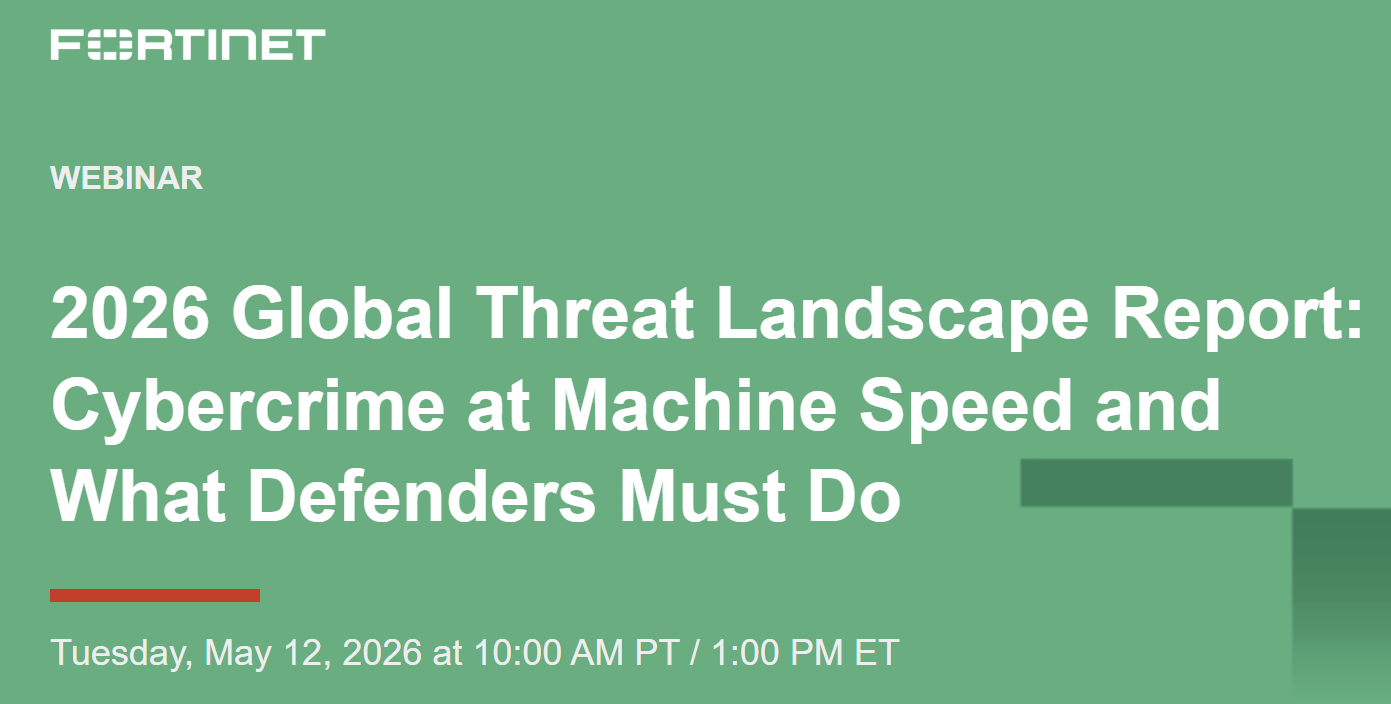 FORTINET
WEBINAR
2026 Global Threat Landscape Report:
Cybercrime at Machine Speed and
What Defenders Must Do
Tuesday, May 12, 2026 at 10:00 AM PT / 1:00 PM ET